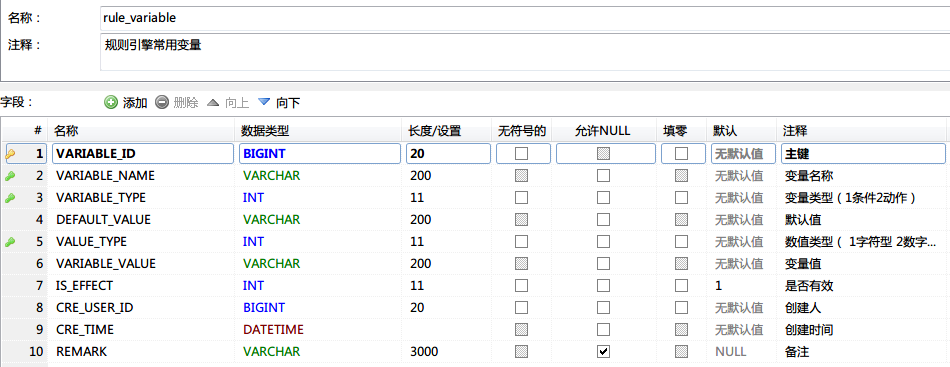 名称： rule_variable
注释： 规则引擎常用变量
字段： 添加 删除 向上 向下
# 名称 数据类型 长度/设置 无符号的 允许NULL 填零 默认 注释
1 VARIABLE_ID BIGINT 20 无默认值 主键
2 VARIABLE_NAME VARCHAR 200 无默认值 变量名称
3 VARIABLE_TYPE INT 11 无默认值 变量类型（1条件2动作）
4 DEFAULT_VALUE VARCHAR 200 无默认值 默认值
5 VALUE_TYPE INT 11 无默认值 数值类型（ 1字符型 2数字...
6 VARIABLE_VALUE VARCHAR 200 无默认值 变量值
7 IS_EFFECT INT 11 1 是否有效
8 CRE_USER_ID BIGINT 20 无默认值 创建人
9 CRE_TIME DATETIME 无默认值 创建时间
10 REMARK VARCHAR 3000 NULL 备注